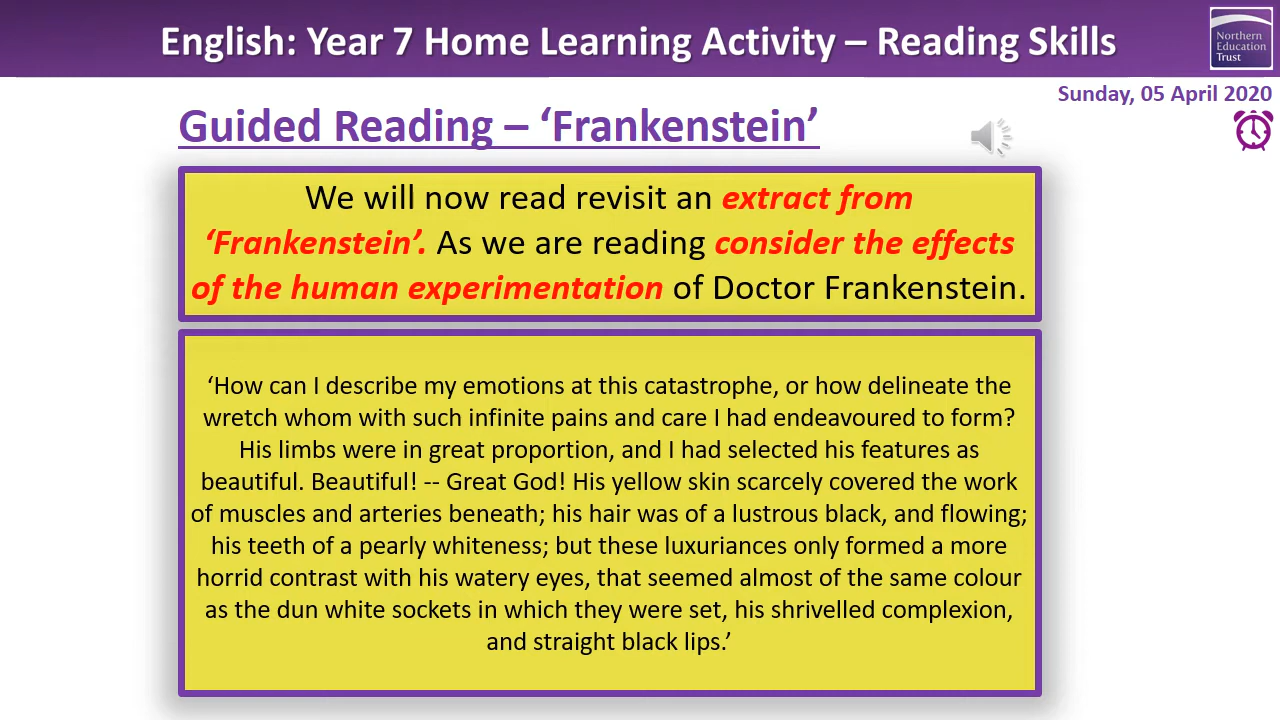 English: Year 7 Home Learning Activity – Reading Skills
Northern
Education
Trust
Sunday, 05 April 2020
Guided Reading – ‘Frankenstein’
We will now read revisit an extract from
‘Frankenstein’. As we are reading consider the effects
of the human experimentation of Doctor Frankenstein.
‘How can I describe my emotions at this catastrophe, or how delineate the
wretch whom with such infinite pains and care I had endeavoured to form?
His limbs were in great proportion, and I had selected his features as
beautiful. Beautiful! -- Great God! His yellow skin scarcely covered the work
of muscles and arteries beneath; his hair was of a lustrous black, and flowing;
his teeth of a pearly whiteness; but these luxuriances only formed a more
horrid contrast with his watery eyes, that seemed almost of the same colour
as the dun white sockets in which they were set, his shrivelled complexion,
and straight black lips.’